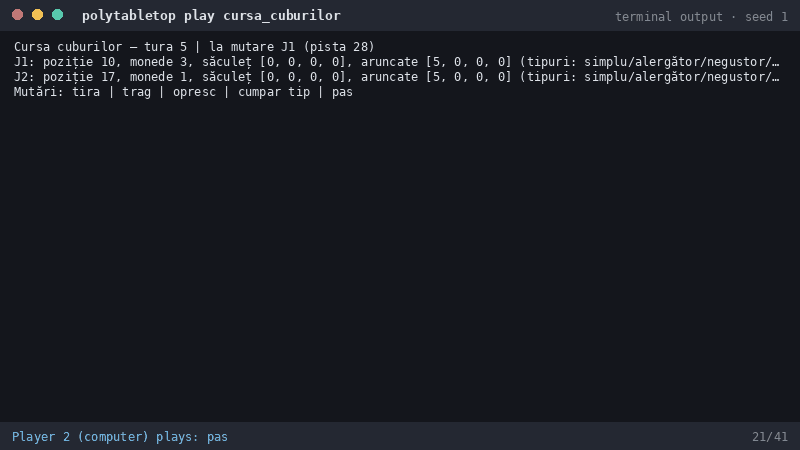 polytabletop play cursa_cuburilor
terminal output · seed 1
Cursa cuburilor — tura 5 | la mutare J1 (pista 28)
J1: poziție 10, monede 3, săculeț [0, 0, 0, 0], aruncate [5, 0, 0, 0] (tipuri: simplu/alergător/negustor/…
J2: poziție 17, monede 1, săculeț [0, 0, 0, 0], aruncate [5, 0, 0, 0] (tipuri: simplu/alergător/negustor/…
Mutări: tira | trag | opresc | cumpar tip | pas
Player 2 (computer) plays: pas
21/41